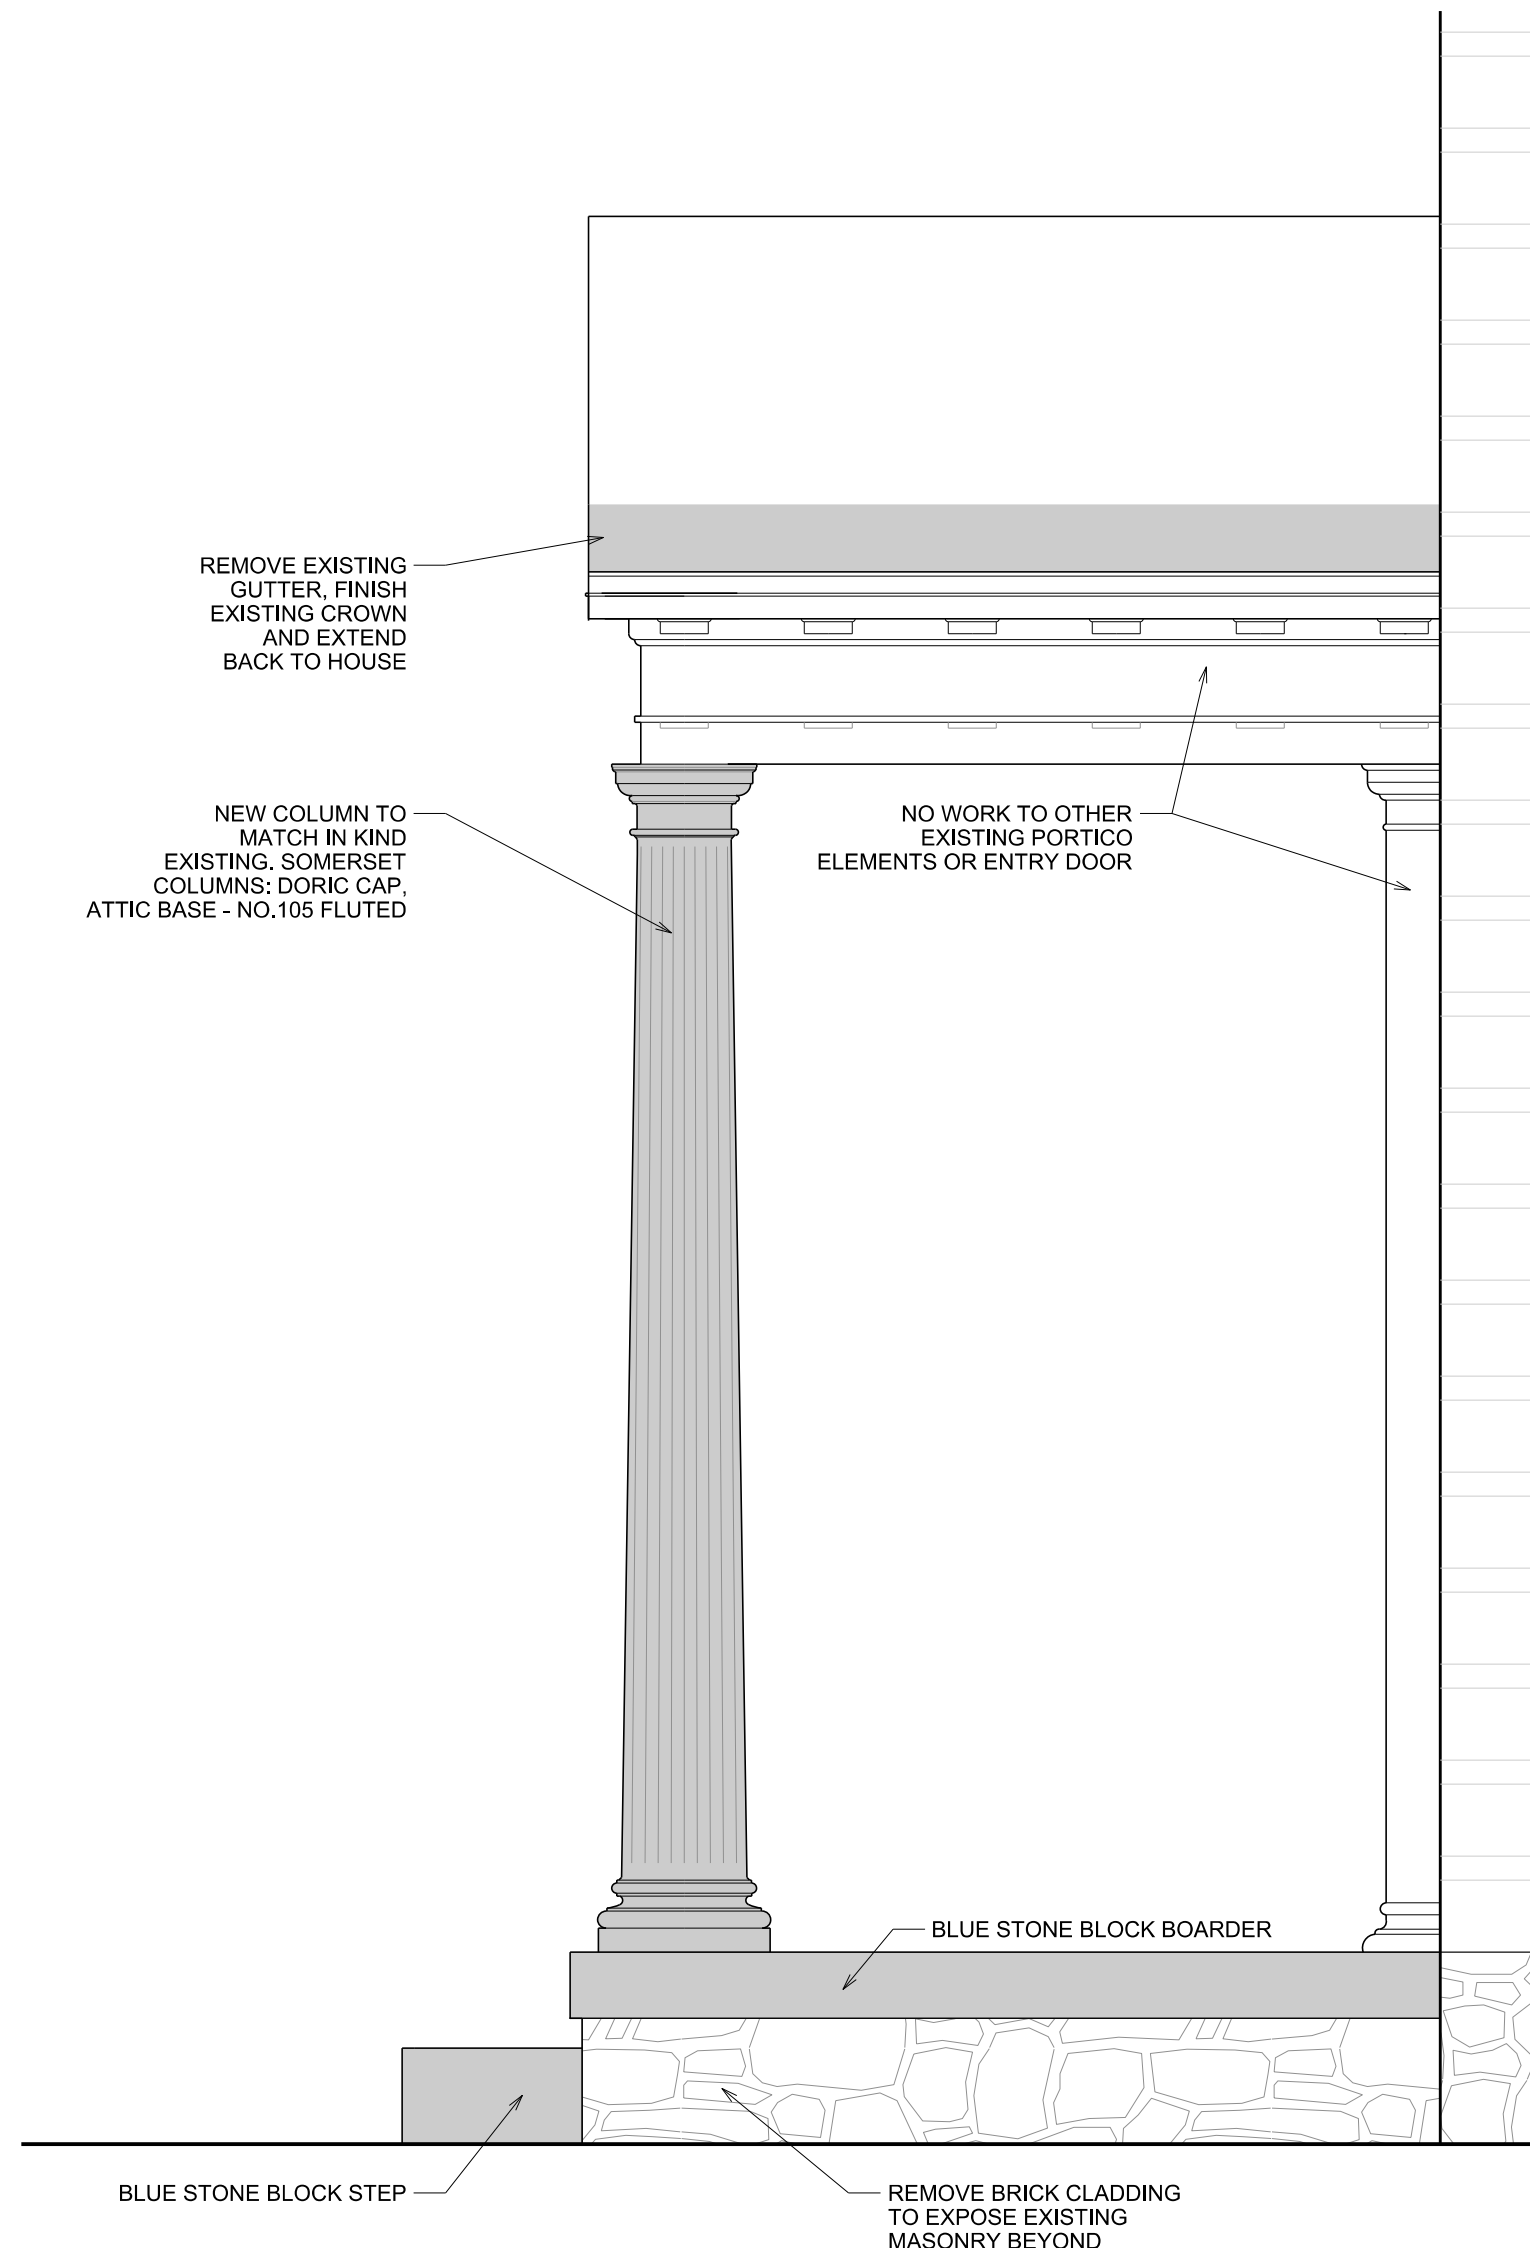 REMOVE EXISTING
GUTTER, FINISH
EXISTING CROWN
AND EXTEND
BACK TO HOUSE
NEW COLUMN TO
MATCH IN KIND
EXISTING. SOMERSET
COLUMNS: DORIC CAP,
ATTIC BASE - NO.105 FLUTED
NO WORK TO OTHER
EXISTING PORTICO
ELEMENTS OR ENTRY DOOR
BLUE STONE BLOCK BOARDER
BLUE STONE BLOCK STEP
REMOVE BRICK CLADDING
TO EXPOSE EXISTING
MASONRY BEYOND